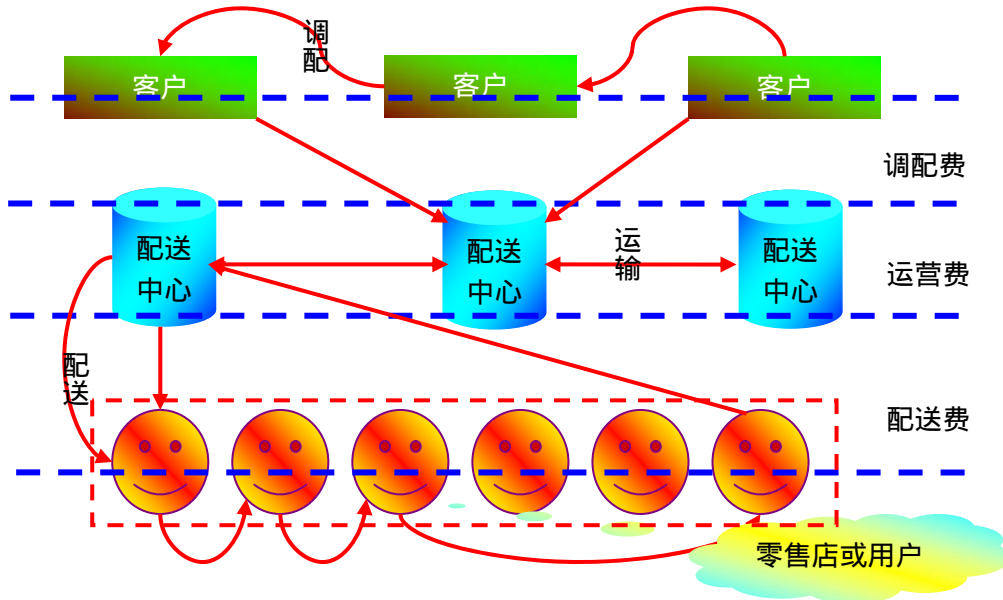 调
配
客户
客户
客户
调配费
配送
中心
配送
中心
运
输
配送
中心
运营费
配
送
配送费
零售店或用户